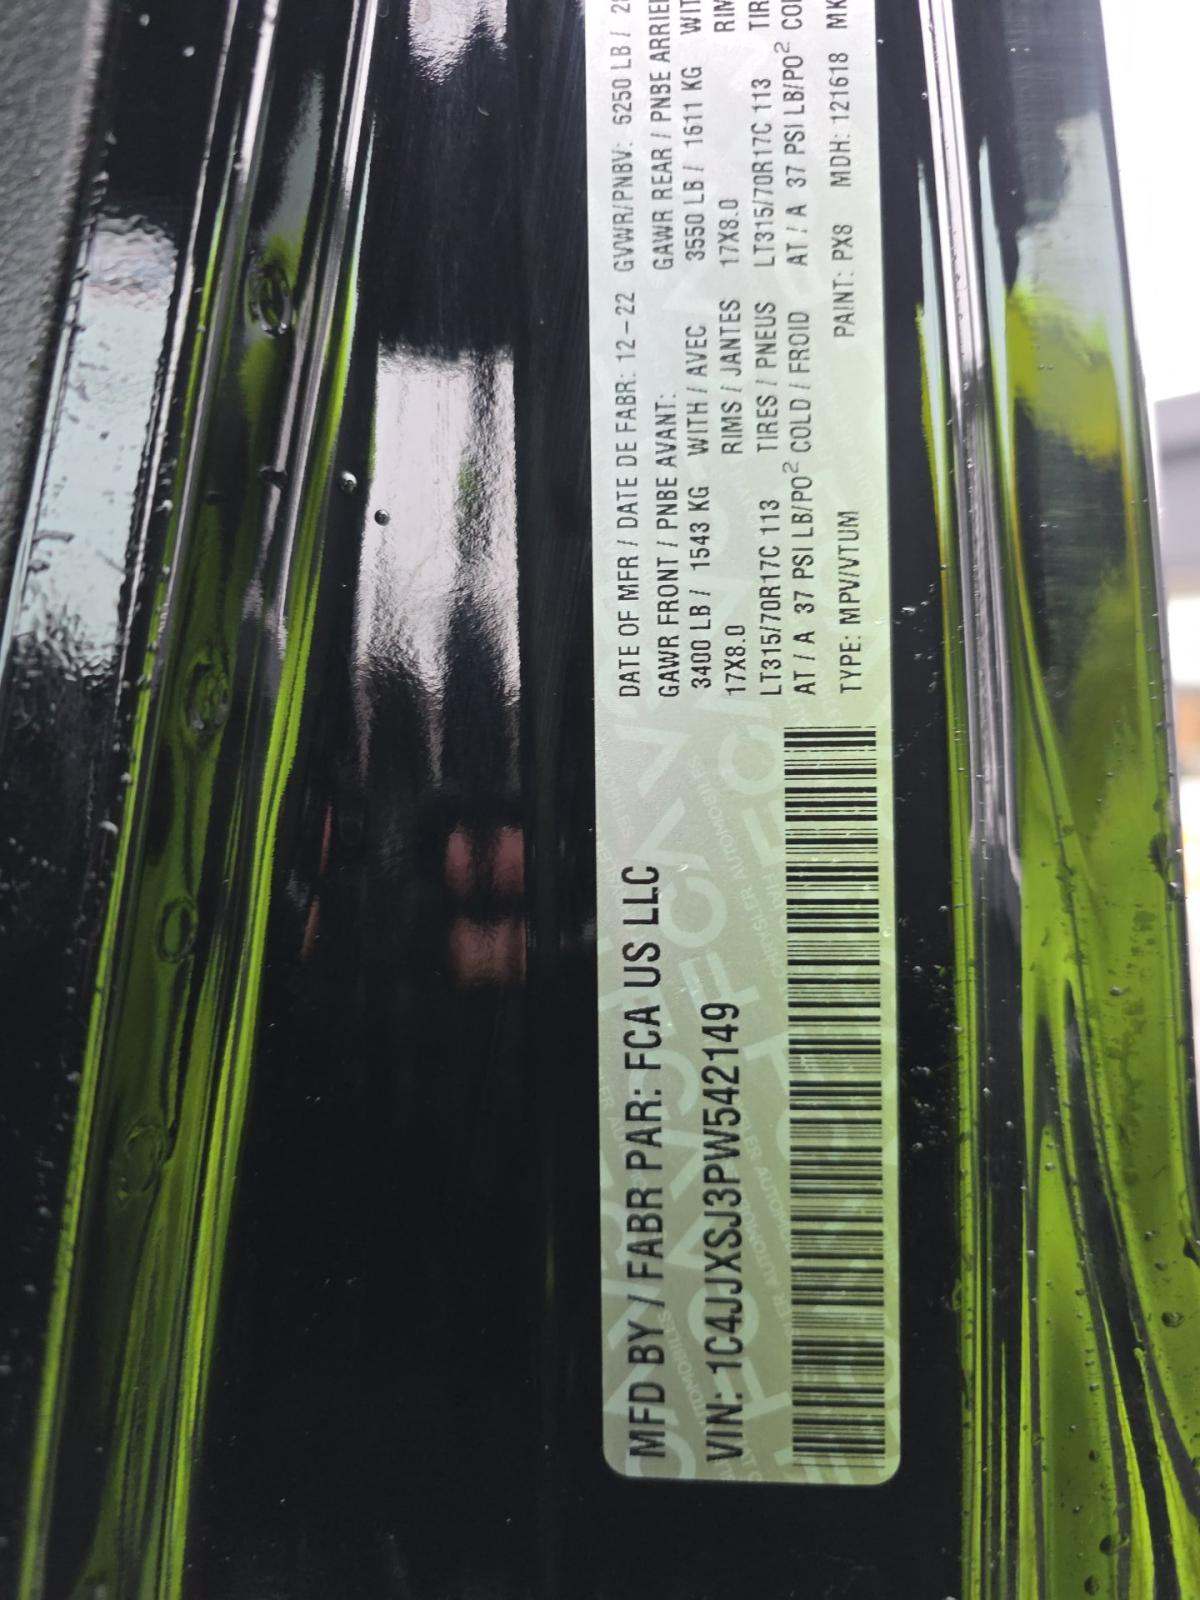 MFD BY / FABR PAR: FCA US LLC
VIN: 1C4JJXSJ3PW542149
DATE OF MFR / DATE DE FABR: 12-22 GVWR/PNBV: 6250 LB /
GAWR FRONT / PNBE AVANT: GAWR REAR / PNBE
3400 LB / 1543 KG WITH / AVEC 3550 LB / 1611 KG
17X8.0 RIMS / JANTES 17X8.0
LT315/70R17C 113 TIRES / PNEUS LT315/70R17C 113
AT / A 37 PSI LB/PO² COLD / FROID AT / A 37 PSI LB/PO²
TYPE: MPV/VTUM PAINT: PX8 MDH: 121618